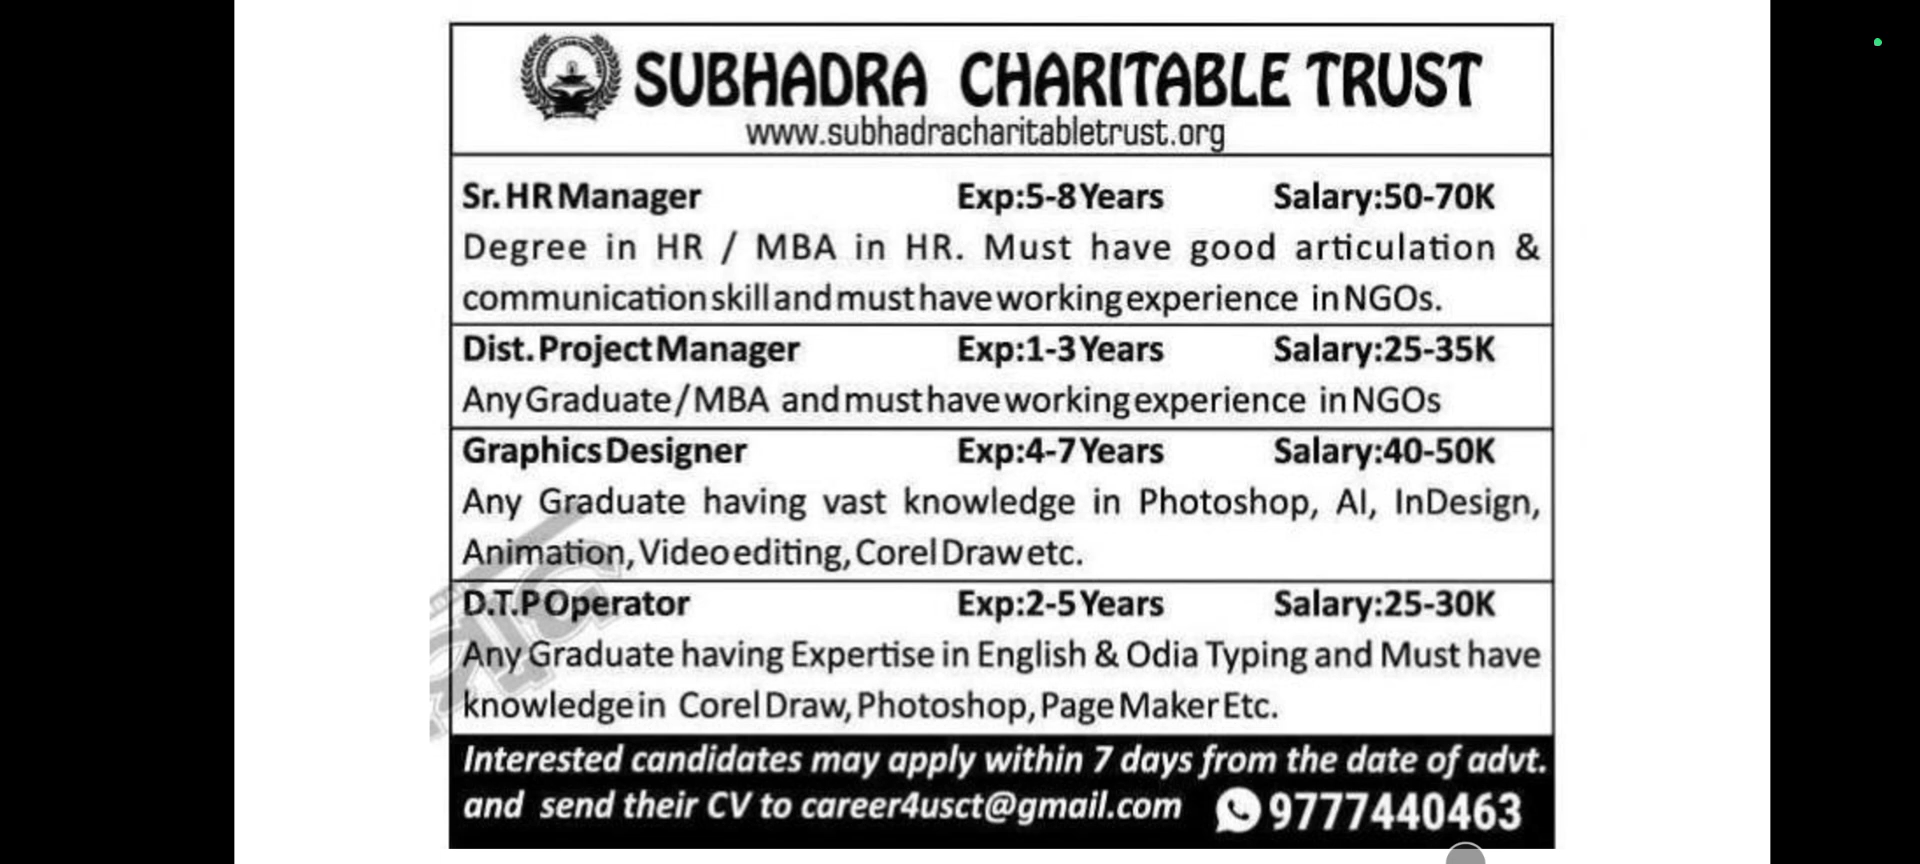 SUBHADRA CHARITABLE TRUST
www.subhadracharitabletrust.org
Sr. HR Manager Exp:5-8 Years Salary:50-70K
Degree in HR / MBA in HR. Must have good articulation &
communication skill and must have working experience in NGOs.
Dist. Project Manager Exp:1-3 Years Salary:25-35K
Any Graduate / MBA and must have working experience in NGOs
Graphics Designer Exp:4-7 Years Salary:40-50K
Any Graduate having vast knowledge in Photoshop, AI, InDesign,
Animation, Video editing, Corel Draw etc.
D.T.P Operator Exp:2-5 Years Salary:25-30K
Any Graduate having Expertise in English & Odia Typing and Must have
knowledge in Corel Draw, Photoshop, Page Maker Etc.
Interested candidates may apply within 7 days from the date of advt.
and send their CV to career4usct@gmail.com 9777440463